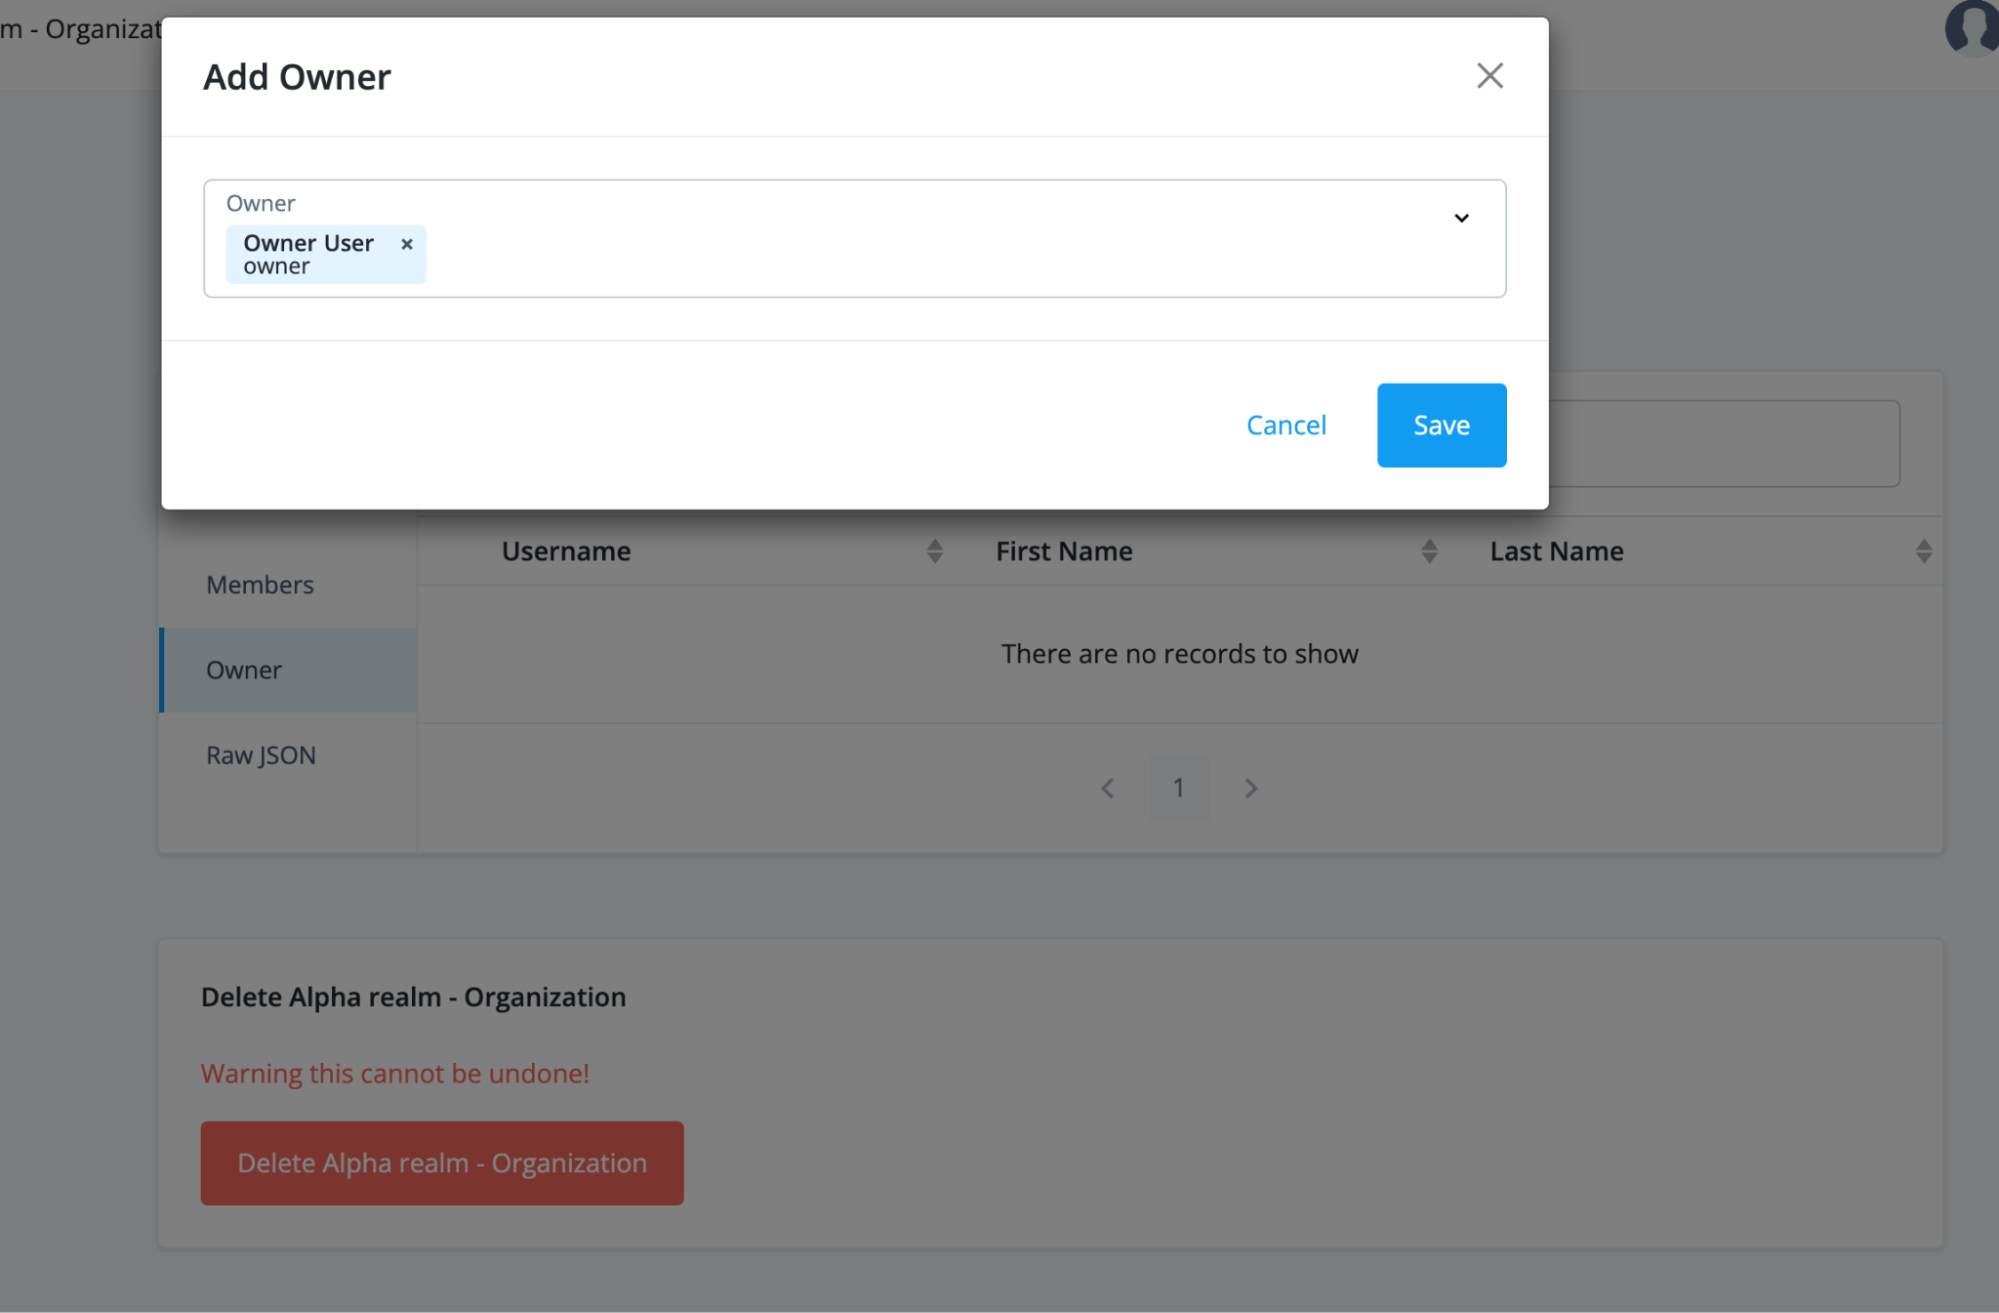 m - Organizat
Add Owner
Owner
Owner User ×
owner
Cancel
Save
Username
First Name
Last Name
Members
Owner
Raw JSON
There are no records to show
1
Delete Alpha realm - Organization
Warning this cannot be undone!
Delete Alpha realm - Organization